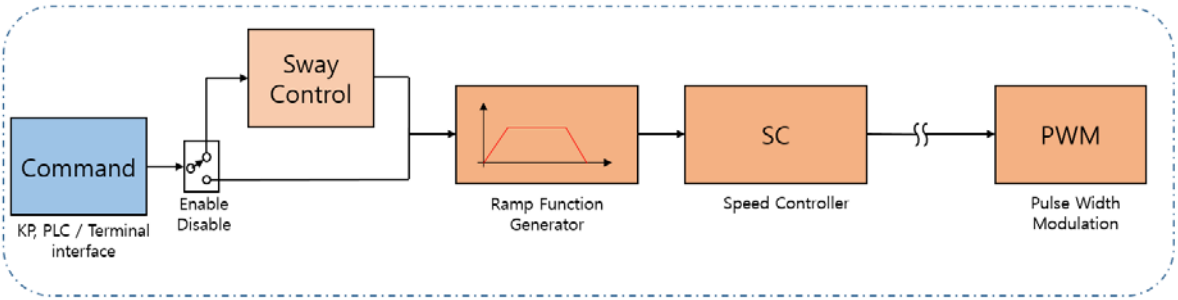 Sway
Control
Command
SC
PWM
Enable
Disable
Ramp Function
Generator
Speed Controller
Pulse Width
Modulation
KP, PLC / Terminal
interface